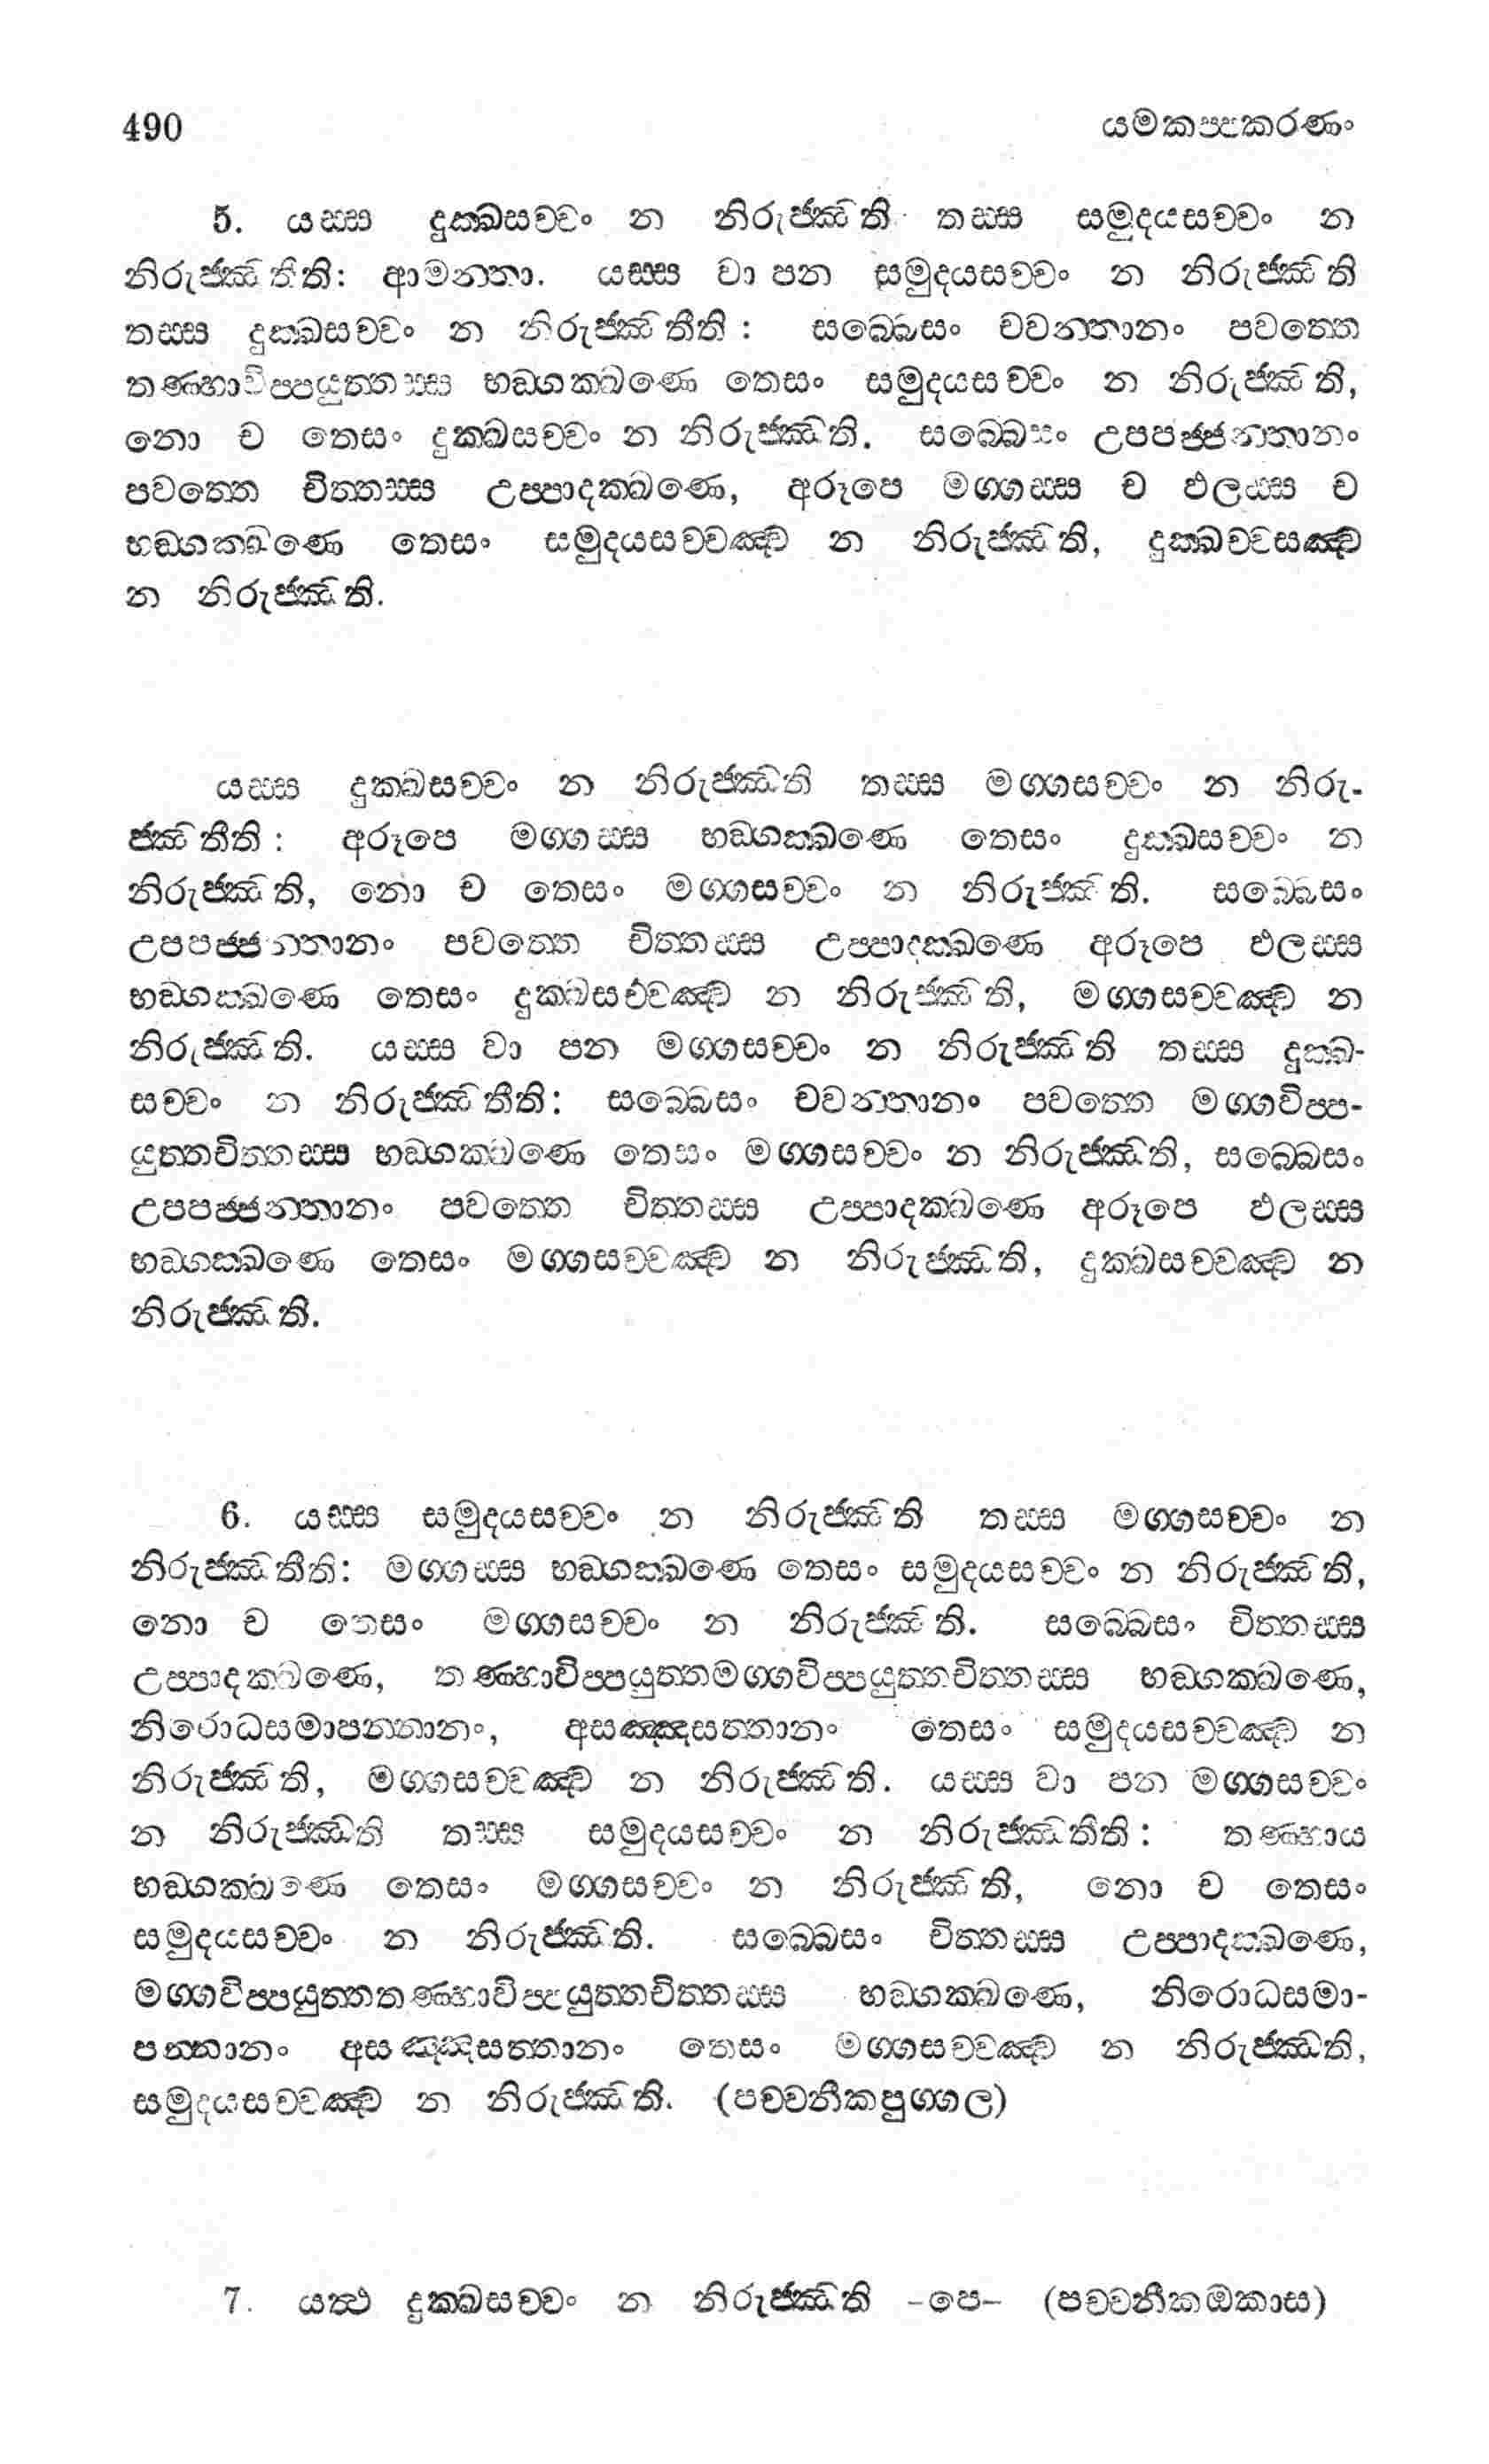 490 යමකප්පකරණං
5. යස්ස දුක්ඛසච්චං න නිරුජ්ඣති තස්ස සමුදයසච්චං න
නිරුජ්ඣතීති: ආමන්තා. යස්ස වා පන සමුදයසච්චං න නිරුජ්ඣති
තස්ස දුක්ඛසච්චං න නිරුජ්ඣතීති : සබ්බෙසං චවන්තානං පවත්තෙ
තණ්හාවිප්පයුත්තස්ස භඞ්ගක්ඛණෙ තෙසං සමුදයසච්චං න නිරුජ්ඣති,
නො ච තෙසං දුක්ඛසච්චං න නිරුජ්ඣති. සබ්බෙසං උපපජ්ජන්තානං
පවත්තෙ චිත්තස්ස උප්පාදක්ඛණෙ, අරූපෙ මග්ගස්ස ච ඵලස්ස ච
භඞ්ගක්ඛණෙ තෙසං සමුදයසච්චඤ්ච න නිරුජ්ඣති, දුක්ඛච්චසඤ්ච
න නිරුජ්ඣති.
යස්ස දුක්ඛසච්චං න නිරුජ්ඣති තස්ස මග්ගසච්චං න නිරු-
ජ්ඣතීති : අරූපෙ මග්ගස්ස භඞ්ගක්ඛණෙ තෙසං දුක්ඛසච්චං න
නිරුජ්ඣති, නො ච තෙසං මග්ගසච්චං න නිරුජ්ඣති. සබ්බෙසං
උපපජ්ජන්තානං පවත්තෙ චිත්තස්ස උප්පාදක්ඛණෙ අරූපෙ ඵලස්ස
භඞ්ගක්ඛණෙ තෙසං දුක්ඛසච්චඤ්ච න නිරුජ්ඣති, මග්ගසච්චඤ්ච න
නිරුජ්ඣති. යස්ස වා පන මග්ගසච්චං න නිරුජ්ඣති තස්ස දුක්ඛ-
සච්චං න නිරුජ්ඣතීති: සබ්බෙසං චවන්තානං පවත්තෙ මග්ගවිප්ප-
යුත්තචිත්තස්ස භඞ්ගක්ඛණෙ තෙසං මග්ගසච්චං න නිරුජ්ඣති, සබ්බෙසං
උපපජ්ජන්තානං පවත්තෙ චිත්තස්ස උප්පාදක්ඛණෙ අරූපෙ ඵලස්ස
භඞ්ගක්ඛණෙ තෙසං මග්ගසච්චඤ්ච න නිරුජ්ඣති, දුක්ඛසච්චඤ්ච න
නිරුජ්ඣති.
6. යස්ස සමුදයසච්චං න නිරුජ්ඣති තස්ස මග්ගසච්චං න
නිරුජ්ඣතීති: මග්ගස්ස භඞ්ගක්ඛණෙ තෙසං සමුදයසච්චං න නිරුජ්ඣති,
නො ච තෙසං මග්ගසච්චං න නිරුජ්ඣති. සබ්බෙසං චිත්තස්ස
උප්පාදක්ඛණෙ, තණ්හාවිප්පයුත්තමග්ගවිප්පයුත්තචිත්තස්ස භඞ්ගක්ඛණෙ,
නිරොධසමාපන්නානං, අසඤ්ඤසත්තානං තෙසං සමුදයසච්චඤ්ච න
නිරුජ්ඣති, මග්ගසච්චඤ්ච න නිරුජ්ඣති. යස්ස වා පන මග්ගසච්චං
න නිරුජ්ඣති තස්ස සමුදයසච්චං න නිරුජ්ඣතීති : තණ්හාය
භඞ්ගක්ඛණෙ තෙසං මග්ගසච්චං න නිරුජ්ඣති, නො ච තෙසං
සමුදයසච්චං න නිරුජ්ඣති. සබ්බෙසං චිත්තස්ස උප්පාදක්ඛණෙ,
මග්ගවිප්පයුත්තතණ්හාවිප්පයුත්තචිත්තස්ස භඞ්ගක්ඛණෙ, නිරොධසමා-
පන්නානං අසඤ්ඤසත්තානං තෙසං මග්ගසච්චඤ්ච න නිරුජ්ඣති,
සමුදයසච්චඤ්ච න නිරුජ්ඣති. (පච්චනීකපුග්ගල)
7. යත්ථ දුක්ඛසච්චං න නිරුජ්ඣති -පෙ- (පච්චනීකඔකාස)